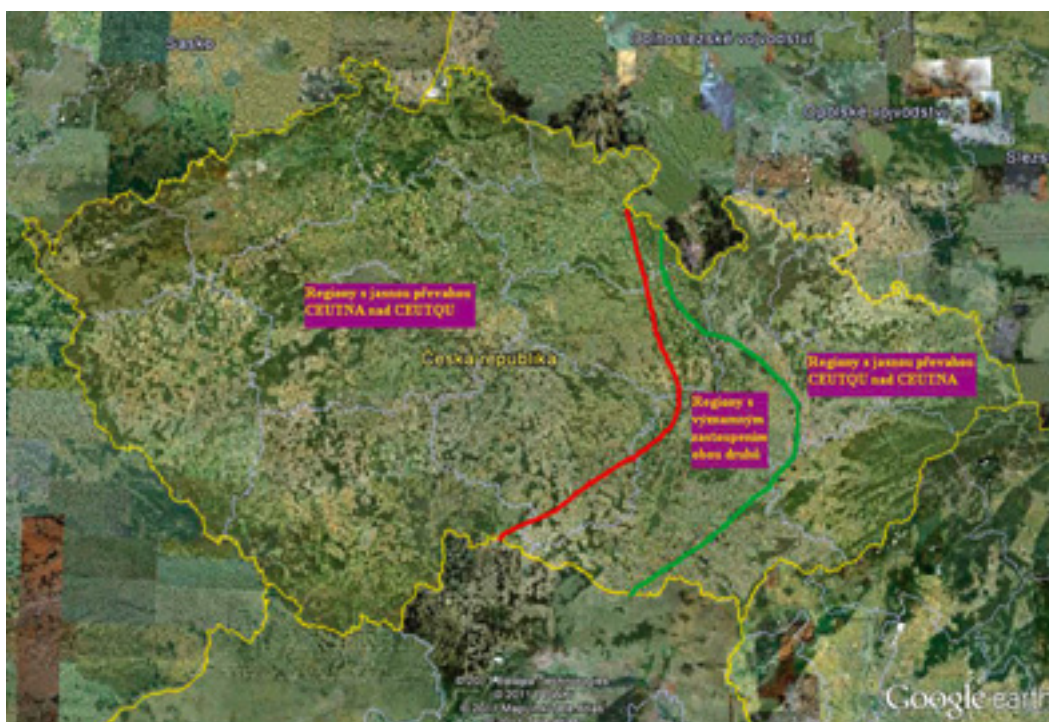 Sasko
Dolnoslezské vojvodství
Opolské vojvodství
Slezs
Regiony s jasnou převahou
CEUTNA nad CEUTQU
Česká republika
Regiony s jasnou převahou
CEUTQU nad CEUTNA
Regiony s
významným
zastoupením
obou druhů
Google earth